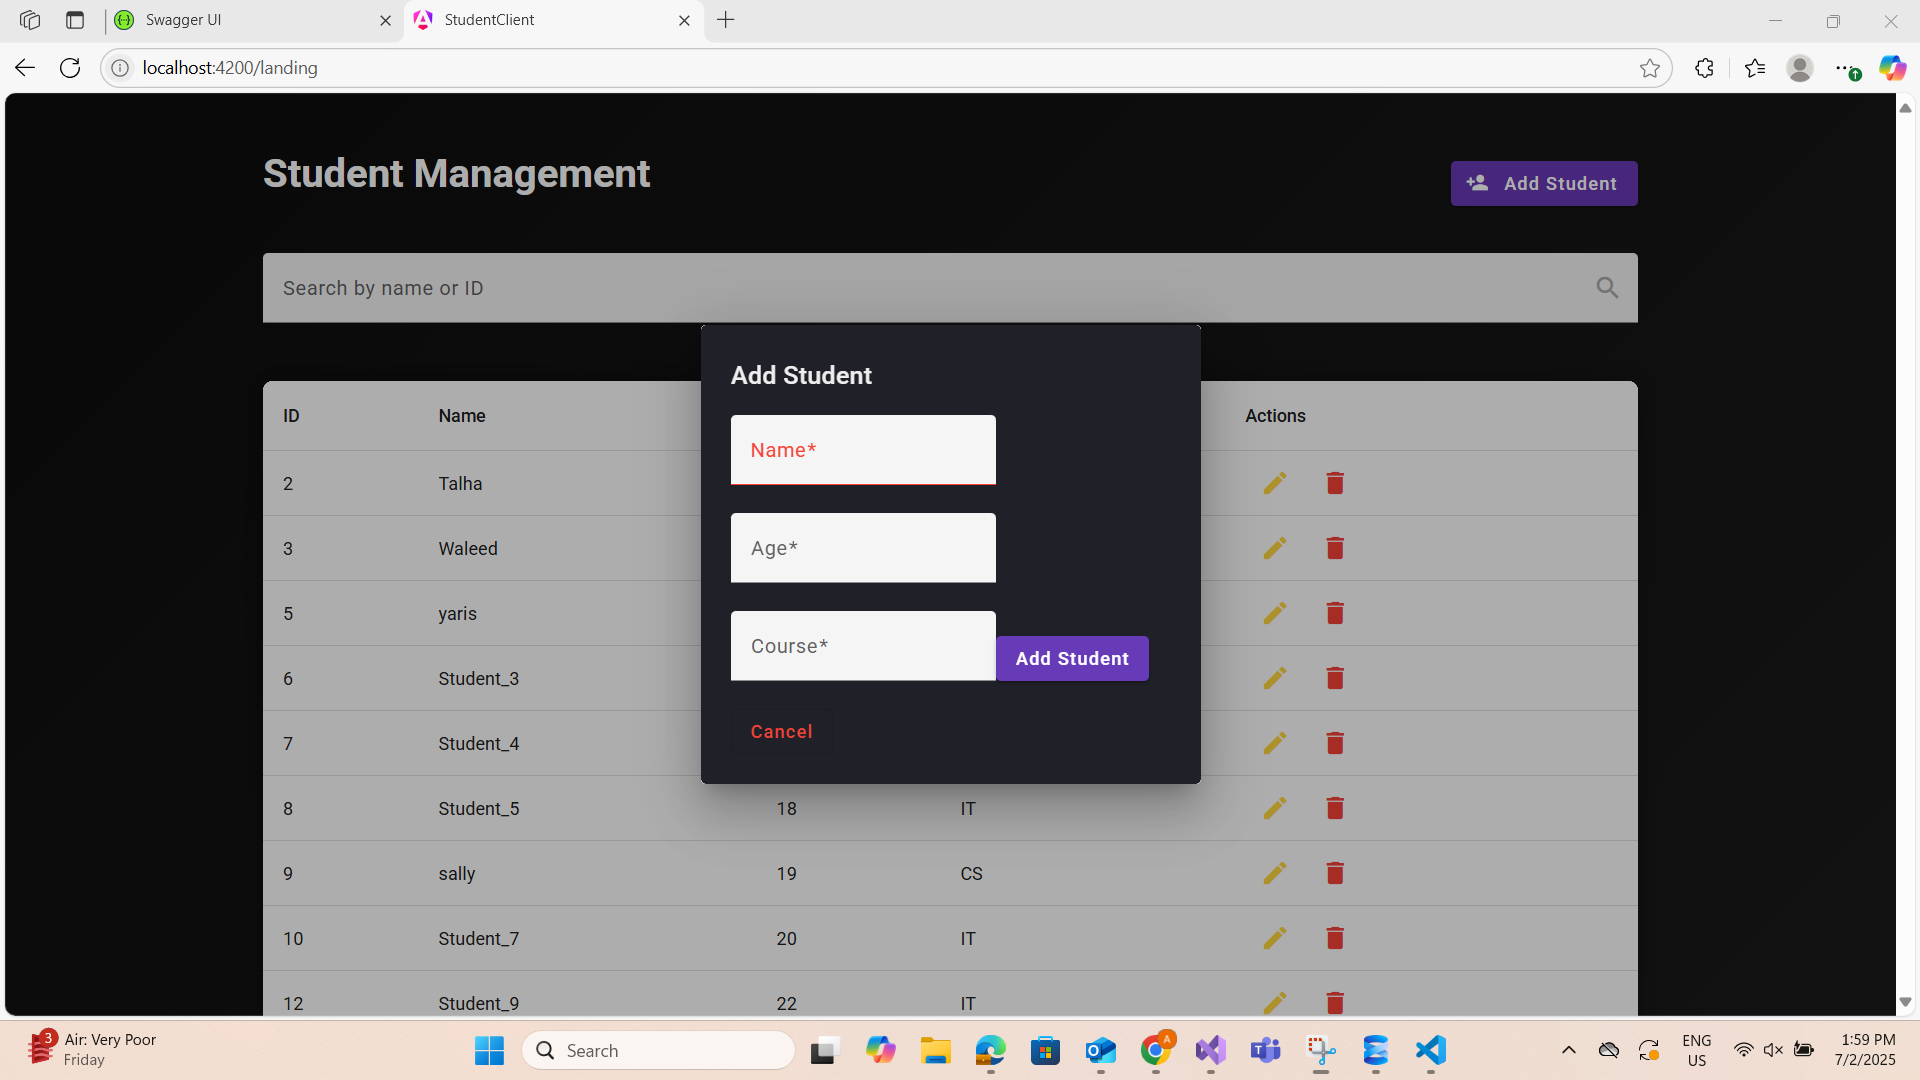 Swagger UI
StudentClient
localhost:4200/landing
Student Management
Add Student
Search by name or ID
ID Name Actions
Add Student
Name*
2 Talha
3 Waleed
Age*
5 yaris
Course*
Add Student
6 Student_3
Cancel
7 Student_4
8 Student_5 18 IT
9 sally 19 CS
10 Student_7 20 IT
12 Student_9 22 IT
3
Air: Very Poor
Friday
Search
A
ENG
US
1:59 PM
7/2/2025